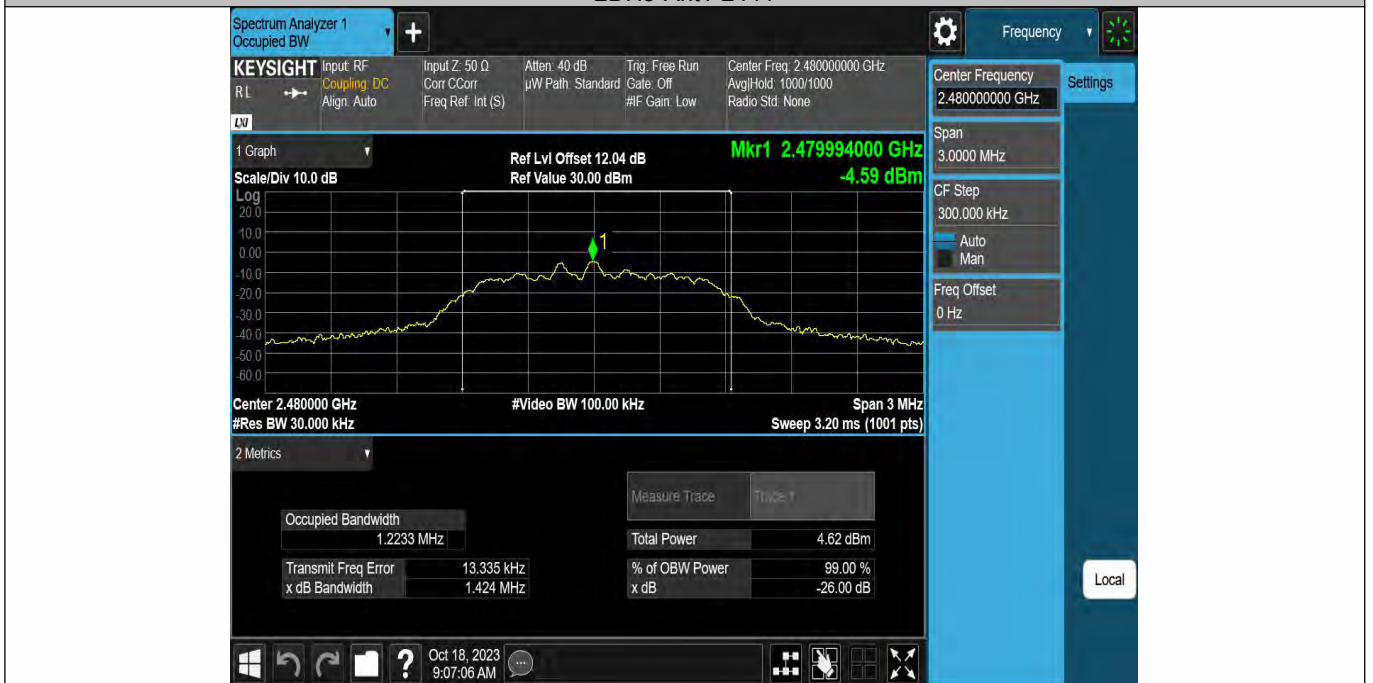 Spectrum Analyzer 1
Occupied BW
+
Frequency
KEYSIGHT
Input: RF
Input Z: 50 Ω
Atten: 40 dB
Trig: Free Run
Center Freq: 2.480000000 GHz
RL
Coupling: DC
Corr CCorr
µW Path: Standard
Gate: Off
Avg|Hold: 1000/1000
Align: Auto
Freq Ref: Int (S)
#IF Gain: Low
Radio Std: None
LXI
Center Frequency
2.480000000 GHz
Settings
Span
3.0000 MHz
CF Step
300.000 kHz
Auto
Man
Freq Offset
0 Hz
1 Graph
Ref Lvl Offset 12.04 dB
Mkr1 2.479994000 GHz
Scale/Div 10.0 dB
Ref Value 30.00 dBm
-4.59 dBm
Log
20.0
10.0
0.00
-10.0
-20.0
-30.0
-40.0
-50.0
-60.0
1
Center 2.480000 GHz
#Video BW 100.00 kHz
Span 3 MHz
#Res BW 30.000 kHz
Sweep 3.20 ms (1001 pts)
2 Metrics
Measure Trace
Trace 1
Occupied Bandwidth
1.2233 MHz
Total Power
4.62 dBm
Transmit Freq Error
13.335 kHz
% of OBW Power
99.00 %
x dB Bandwidth
1.424 MHz
x dB
-26.00 dB
Local
?
Oct 18, 2023
9:07:06 AM